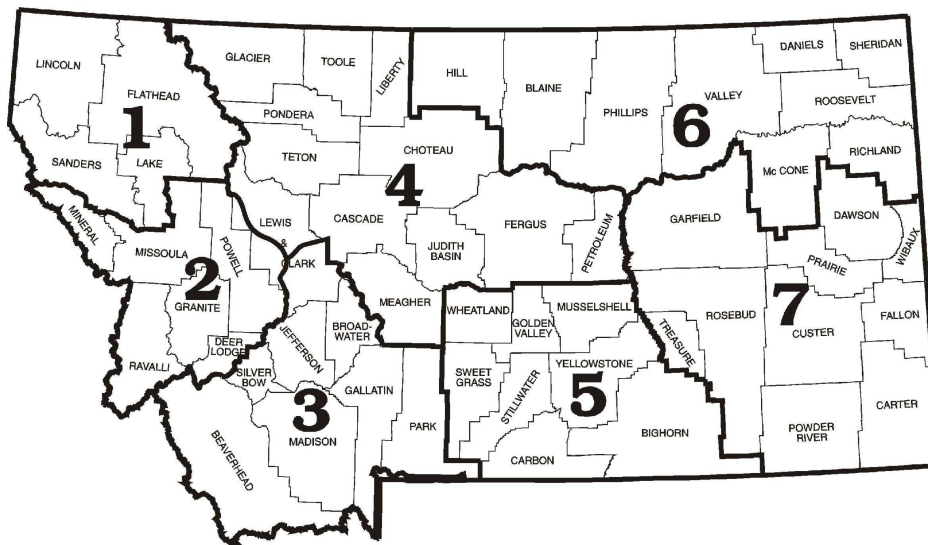 LINCOLN
FLATHEAD
1
SANDERS
LAKE
GLACIER
TOOLE
LIBERTY
PONDERA
TETON
CHOTEAU
4
LEWIS
&
CLARK
CASCADE
JUDITH
BASIN
FERGUS
PETROLEUM
MEAGHER
HILL
BLAINE
PHILLIPS
VALLEY
6
DANIELS
SHERIDAN
ROOSEVELT
RICHLAND
Mc CONE
MINERAL
MISSOULA
POWELL
2
GRANITE
DEER
LODGE
RAVALLI
SILVER
BOW
JEFFERSON
BROAD-
WATER
GALLATIN
3
MADISON
PARK
BEAVERHEAD
WHEATLAND
GOLDEN
VALLEY
MUSSELSHELL
SWEET
GRASS
STILLWATER
YELLOWSTONE
5
CARBON
BIGHORN
GARFIELD
DAWSON
WIBAUX
PRAIRIE
7
ROSEBUD
TREASURE
CUSTER
FALLON
POWDER
RIVER
CARTER